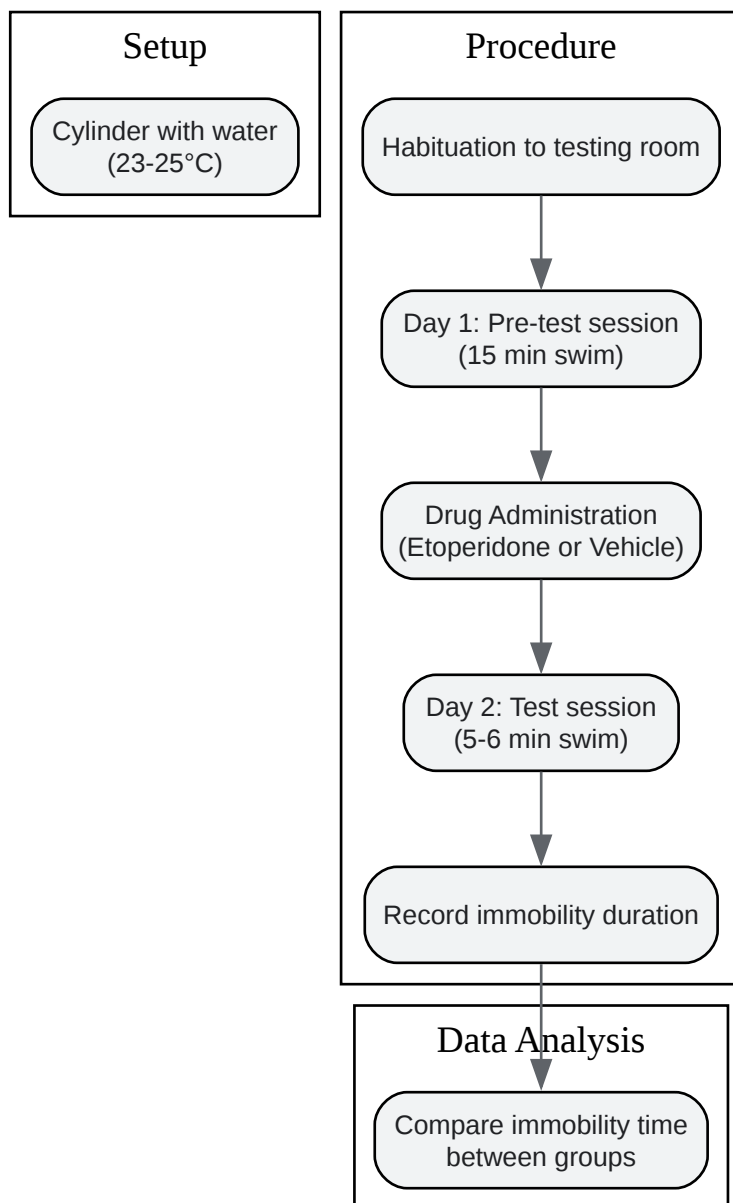 Setup
Cylinder with water
(23-25°C)
Procedure
Habituation to testing room
Day 1: Pre-test session
(15 min swim)
Drug Administration
(Etoperidone or Vehicle)
Day 2: Test session
(5-6 min swim)
Record immobility duration
Data Analysis
Compare immobility time
between groups